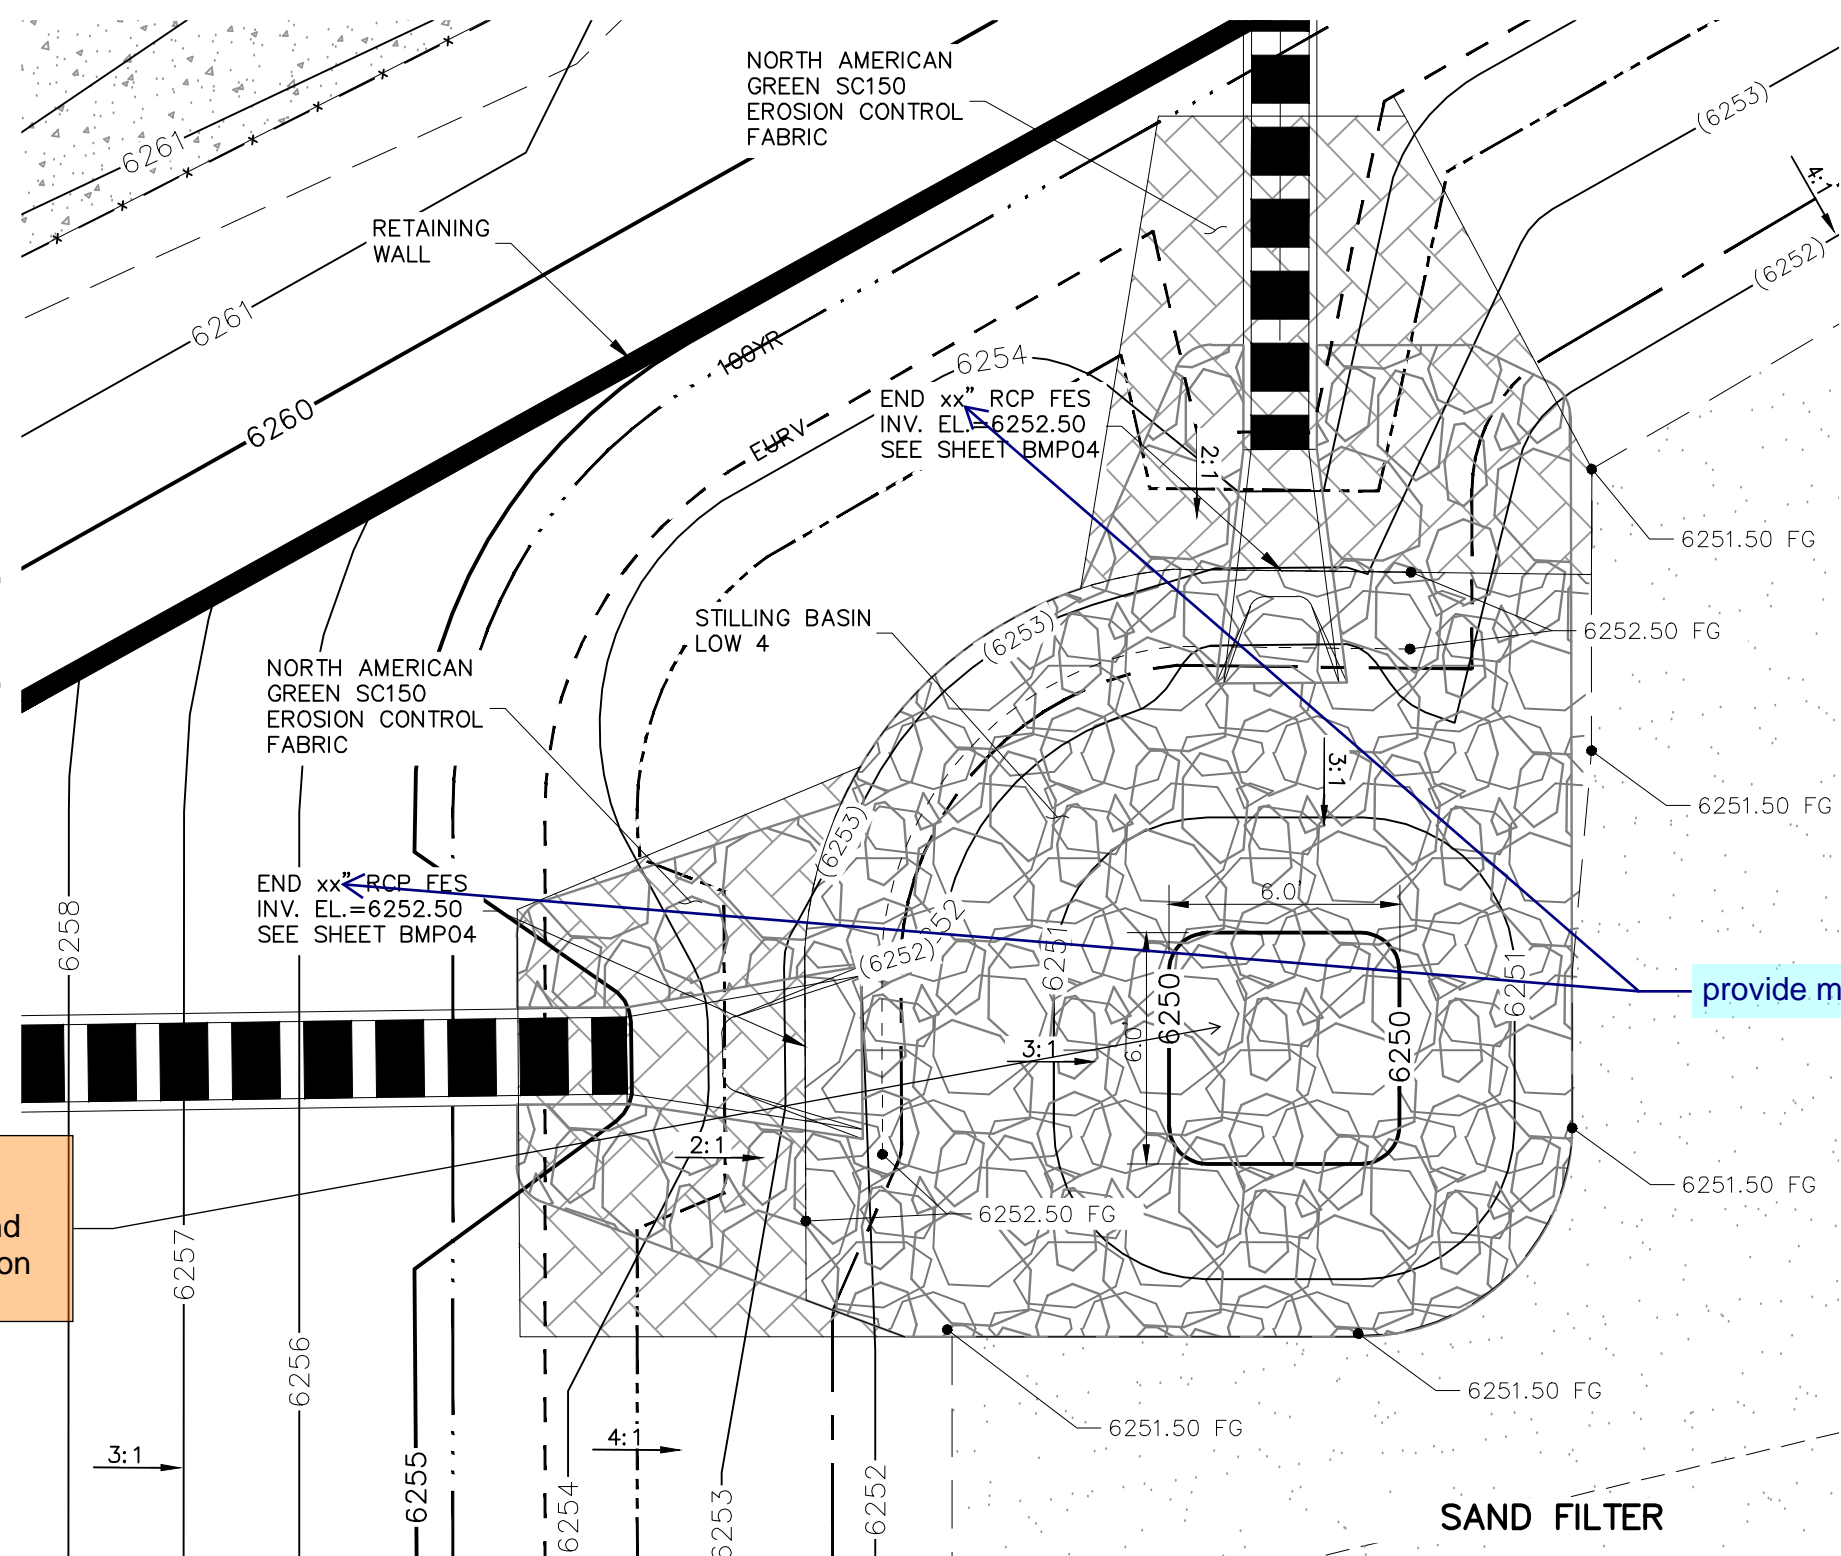 NORTH AMERICAN
GREEN SC150
EROSION CONTROL
FABRIC
(6253)
4:1
6261
RETAINING
WALL
(6252)
6261
100YR
6254
6260
END xx" RCP FES
INV. EL.=6252.50
SEE SHEET BMP04
EURV
2:1
6251.50 FG
STILLING BASIN
LOW 4
(6253)
6252.50 FG
NORTH AMERICAN
GREEN SC150
EROSION CONTROL
FABRIC
3:1
6251.50 FG
(6253)
END xx" RCP FES
INV. EL.=6252.50
SEE SHEET BMP04
6.0'
6258
(6252)
6251
6251
6250
6250
6.0'
provide m
3:1
2:1
6251.50 FG
6252.50 FG
6257
6256
6251.50 FG
6251.50 FG
3:1
4:1
6255
6254
6253
6252
SAND FILTER